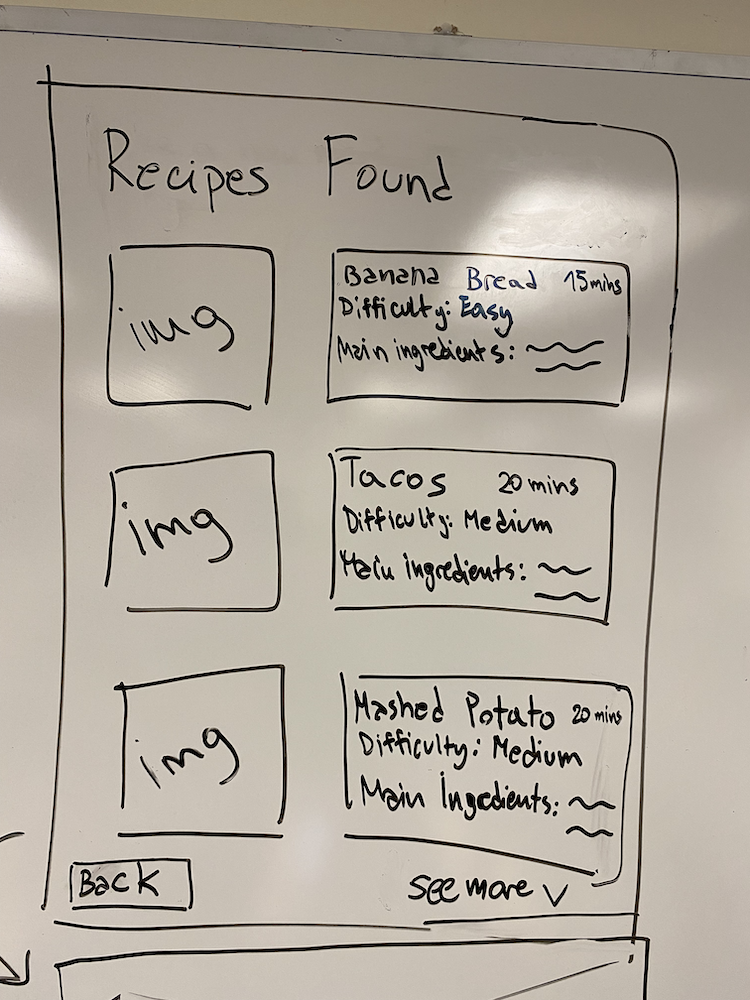 Recipes Found
img
Banana Bread 15mins
Difficulty: Easy
Main ingredients:
img
Tacos 20 mins
Difficulty: Medium
Main ingredients:
img
Mashed Potato 20 mins
Difficulty: Medium
Main Ingredients:
Back
see more